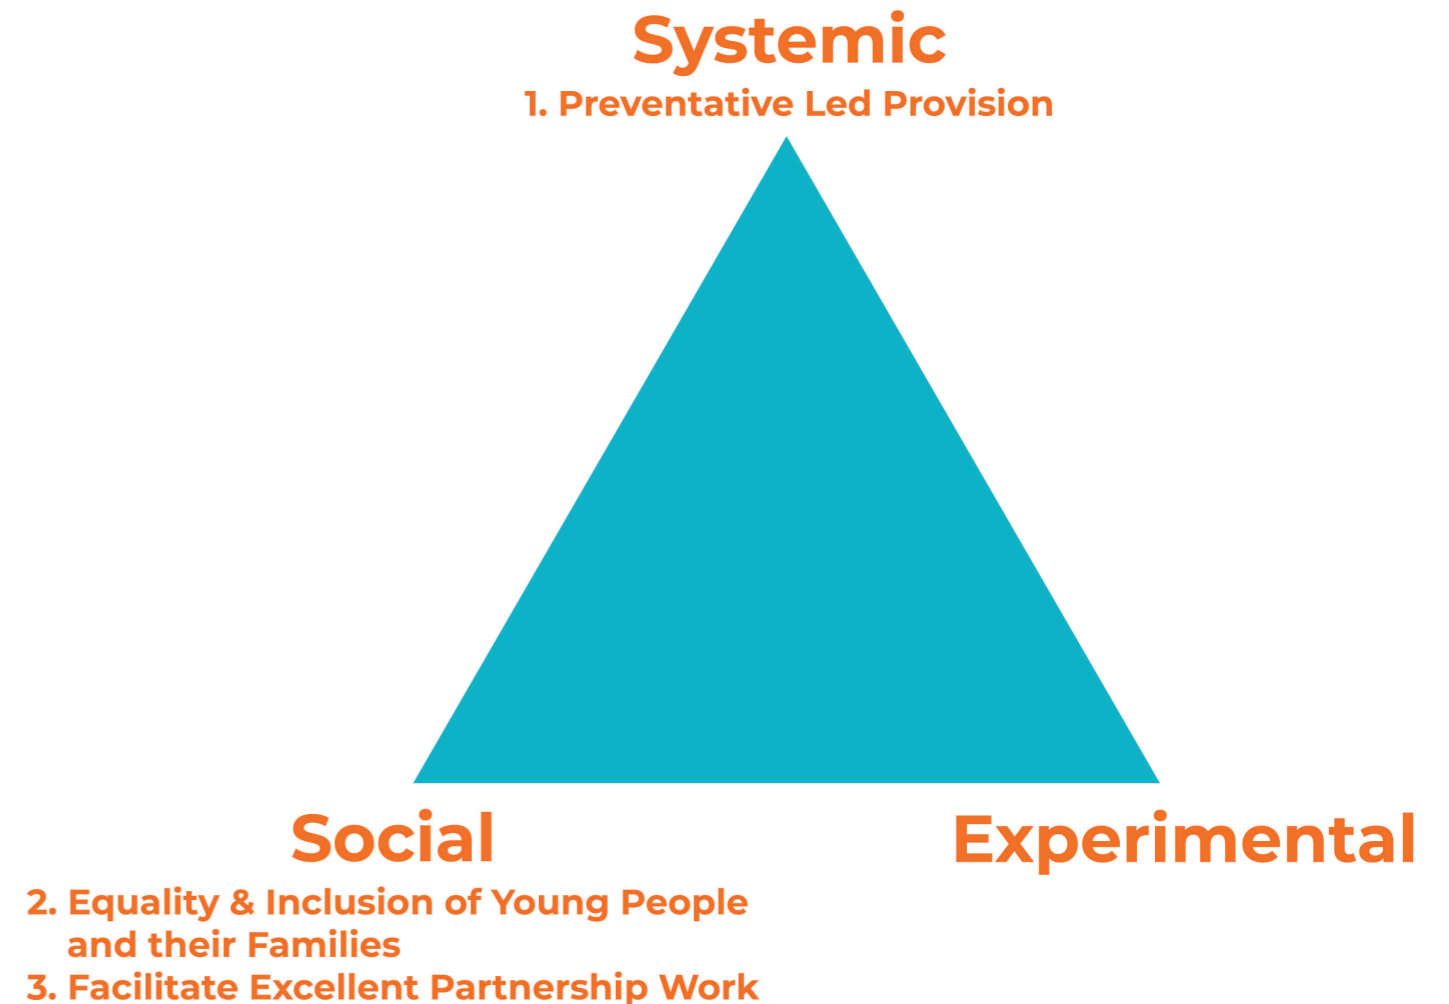 Systemic
1. Preventative Led Provision
Social
Experimental
2. Equality & Inclusion of Young People
and their Families
3. Facilitate Excellent Partnership Work